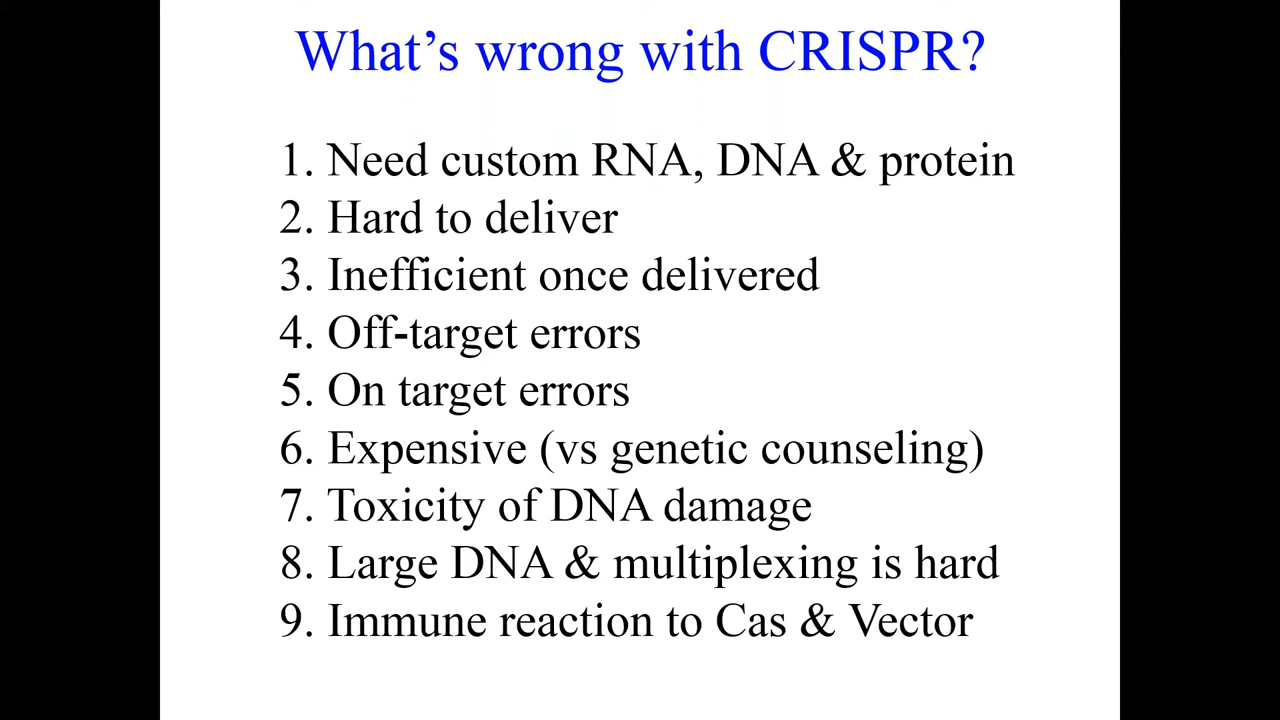 What’s wrong with CRISPR?
1. Need custom RNA, DNA & protein
2. Hard to deliver
3. Inefficient once delivered
4. Off-target errors
5. On target errors
6. Expensive (vs genetic counseling)
7. Toxicity of DNA damage
8. Large DNA & multiplexing is hard
9. Immune reaction to Cas & Vector